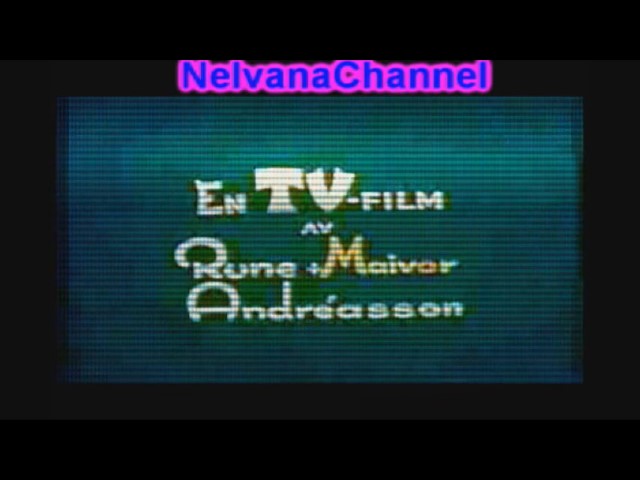 NelvanaChannel
EN TV-FILM
AV
Rune + Maivor
Andréasson